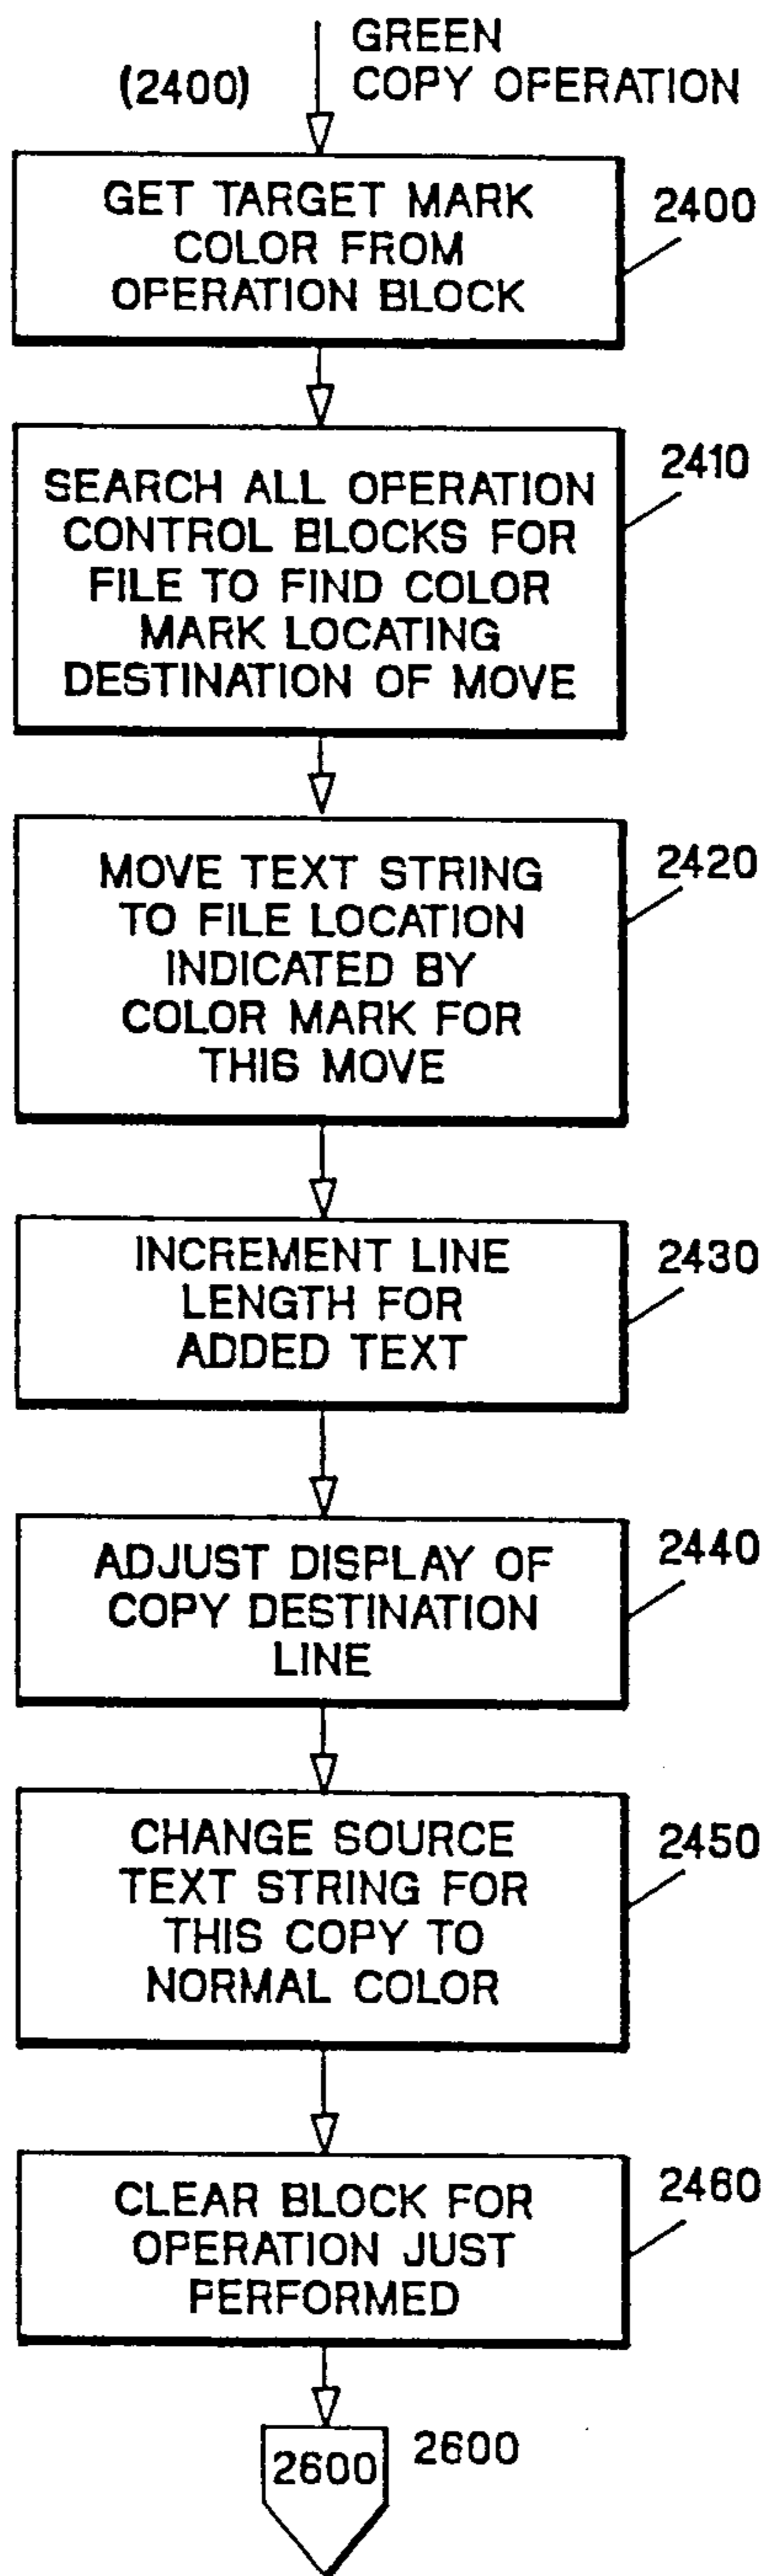 GREEN
(2400) COPY OPERATION
GET TARGET MARK
COLOR FROM
OPERATION BLOCK
2400
SEARCH ALL OPERATION
CONTROL BLOCKS FOR
FILE TO FIND COLOR
MARK LOCATING
DESTINATION OF MOVE
2410
MOVE TEXT STRING
TO FILE LOCATION
INDICATED BY
COLOR MARK FOR
THIS MOVE
2420
INCREMENT LINE
LENGTH FOR
ADDED TEXT
2430
ADJUST DISPLAY OF
COPY DESTINATION
LINE
2440
CHANGE SOURCE
TEXT STRING FOR
THIS COPY TO
NORMAL COLOR
2450
CLEAR BLOCK FOR
OPERATION JUST
PERFORMED
2460
2600
2600